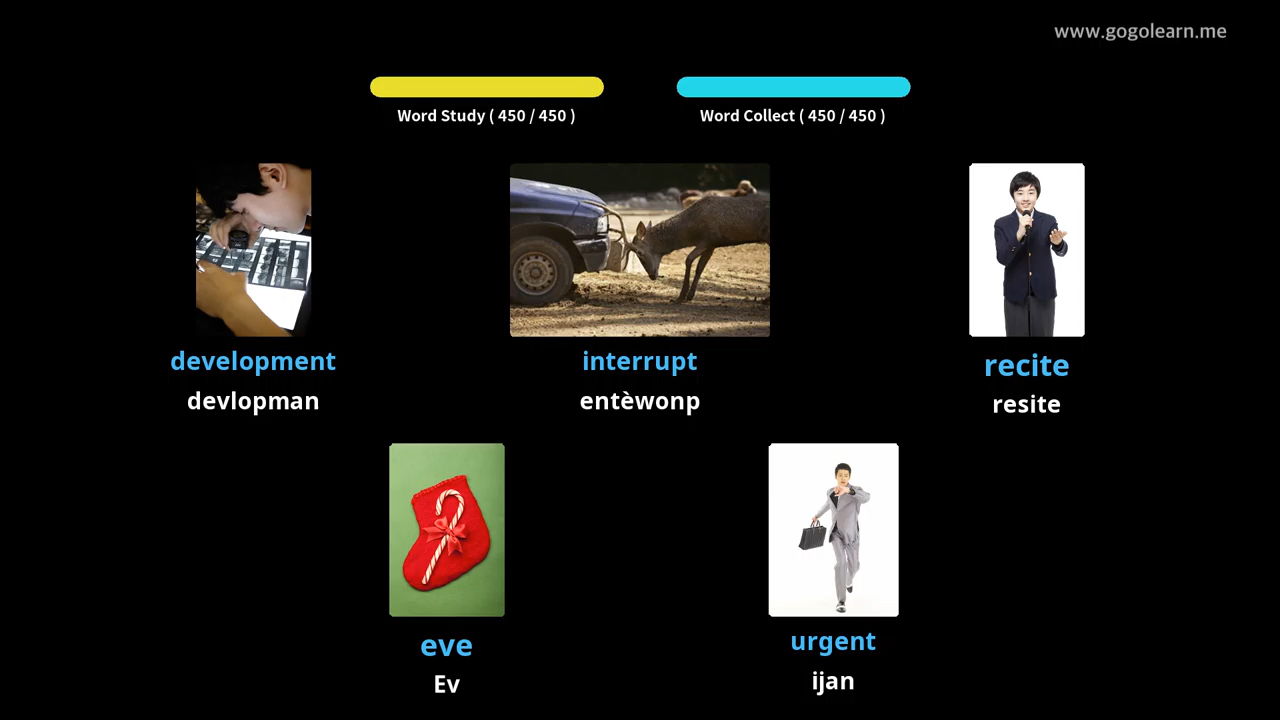 www.gogolearn.me
Word Study ( 450 / 450 )
Word Collect ( 450 / 450 )
development
devlopman
interrupt
entèwonp
recite
resite
eve
Ev
urgent
ijan